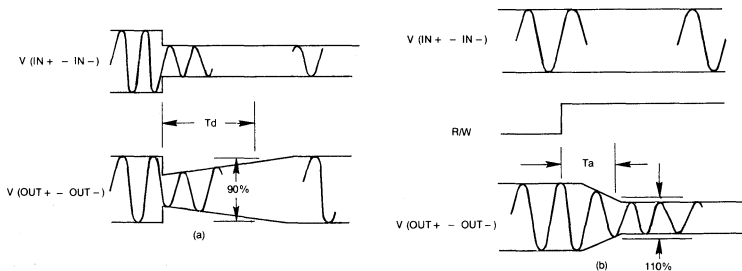 V (IN+ - IN-)
Td
V (OUT+ - OUT-)
90%
(a)
V (IN+ - IN-)
R/W
Ta
V (OUT+ - OUT-)
(b)
110%